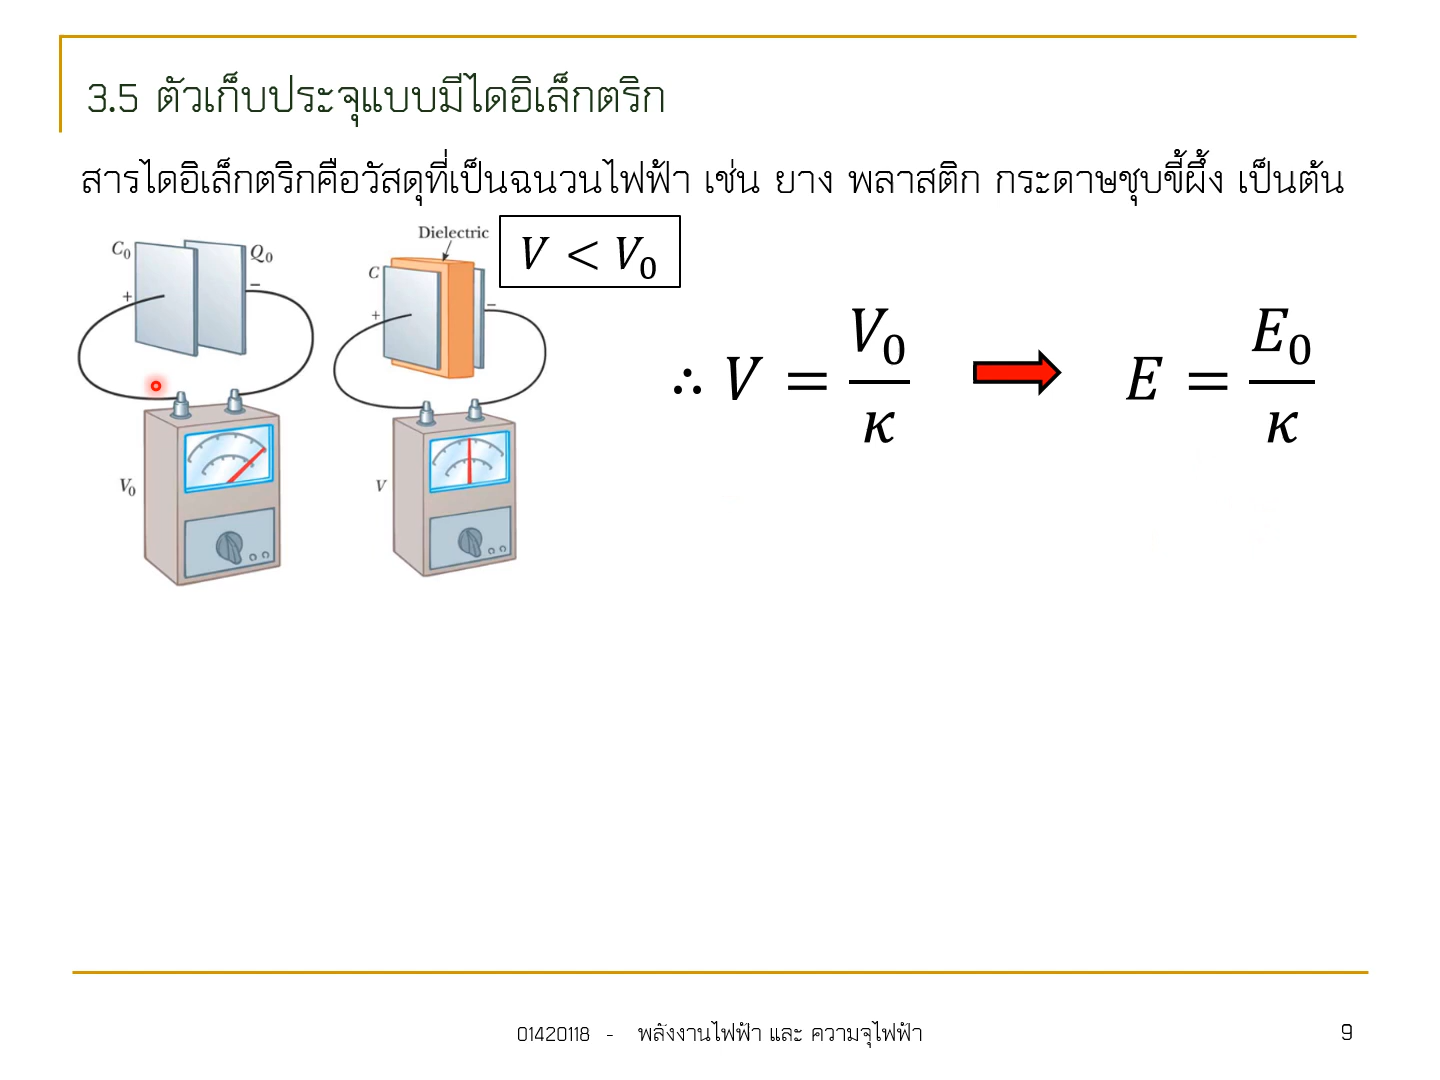 3.5 ตัวเก็บประจุแบบมีไดอิเล็กตริก
สารไดอิเล็กตริกคือวัสดุที่เป็นฉนวนไฟฟ้า เช่น ยาง พลาสติก กระดาษชุบขี้ผึ้ง เป็นต้น
C₀
Q₀
+
−
V₀
Dielectric
C
+
−
V
V < V₀
∴ V = V₀/κ
E = E₀/κ
01420118 - พลังงานไฟฟ้า และ ความจุไฟฟ้า
9